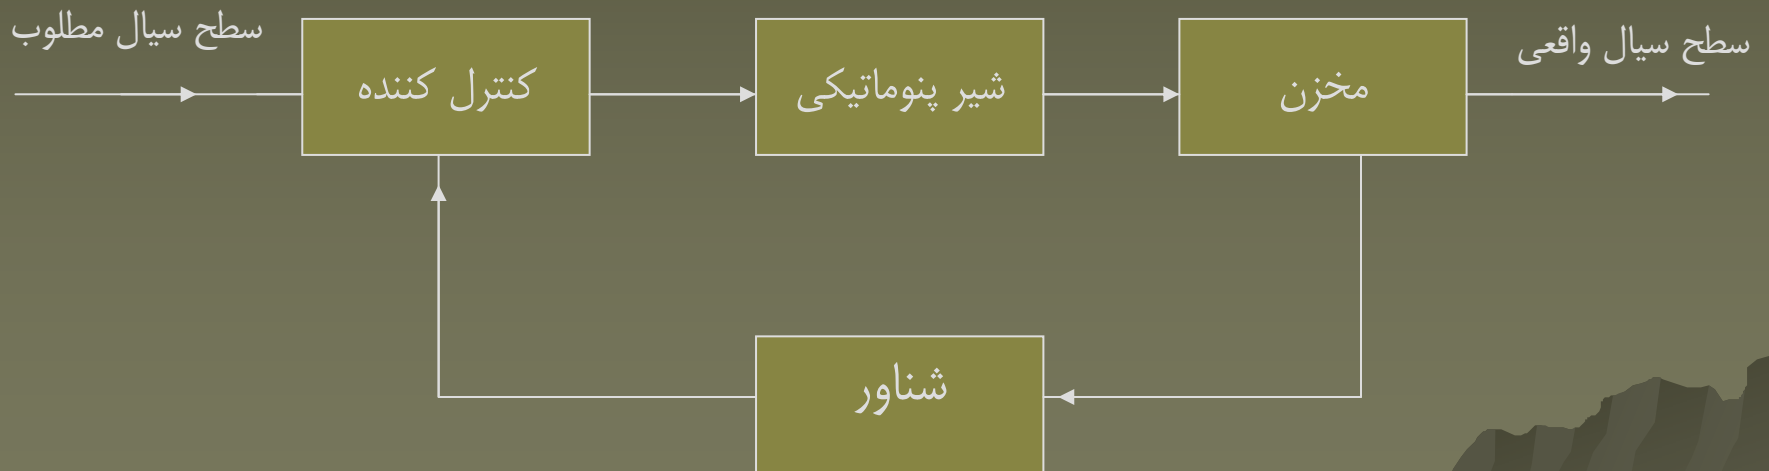 سطح سیال مطلوب
کنترل کننده
شیر پنوماتیکی
مخزن
سطح سیال واقعی
شناور